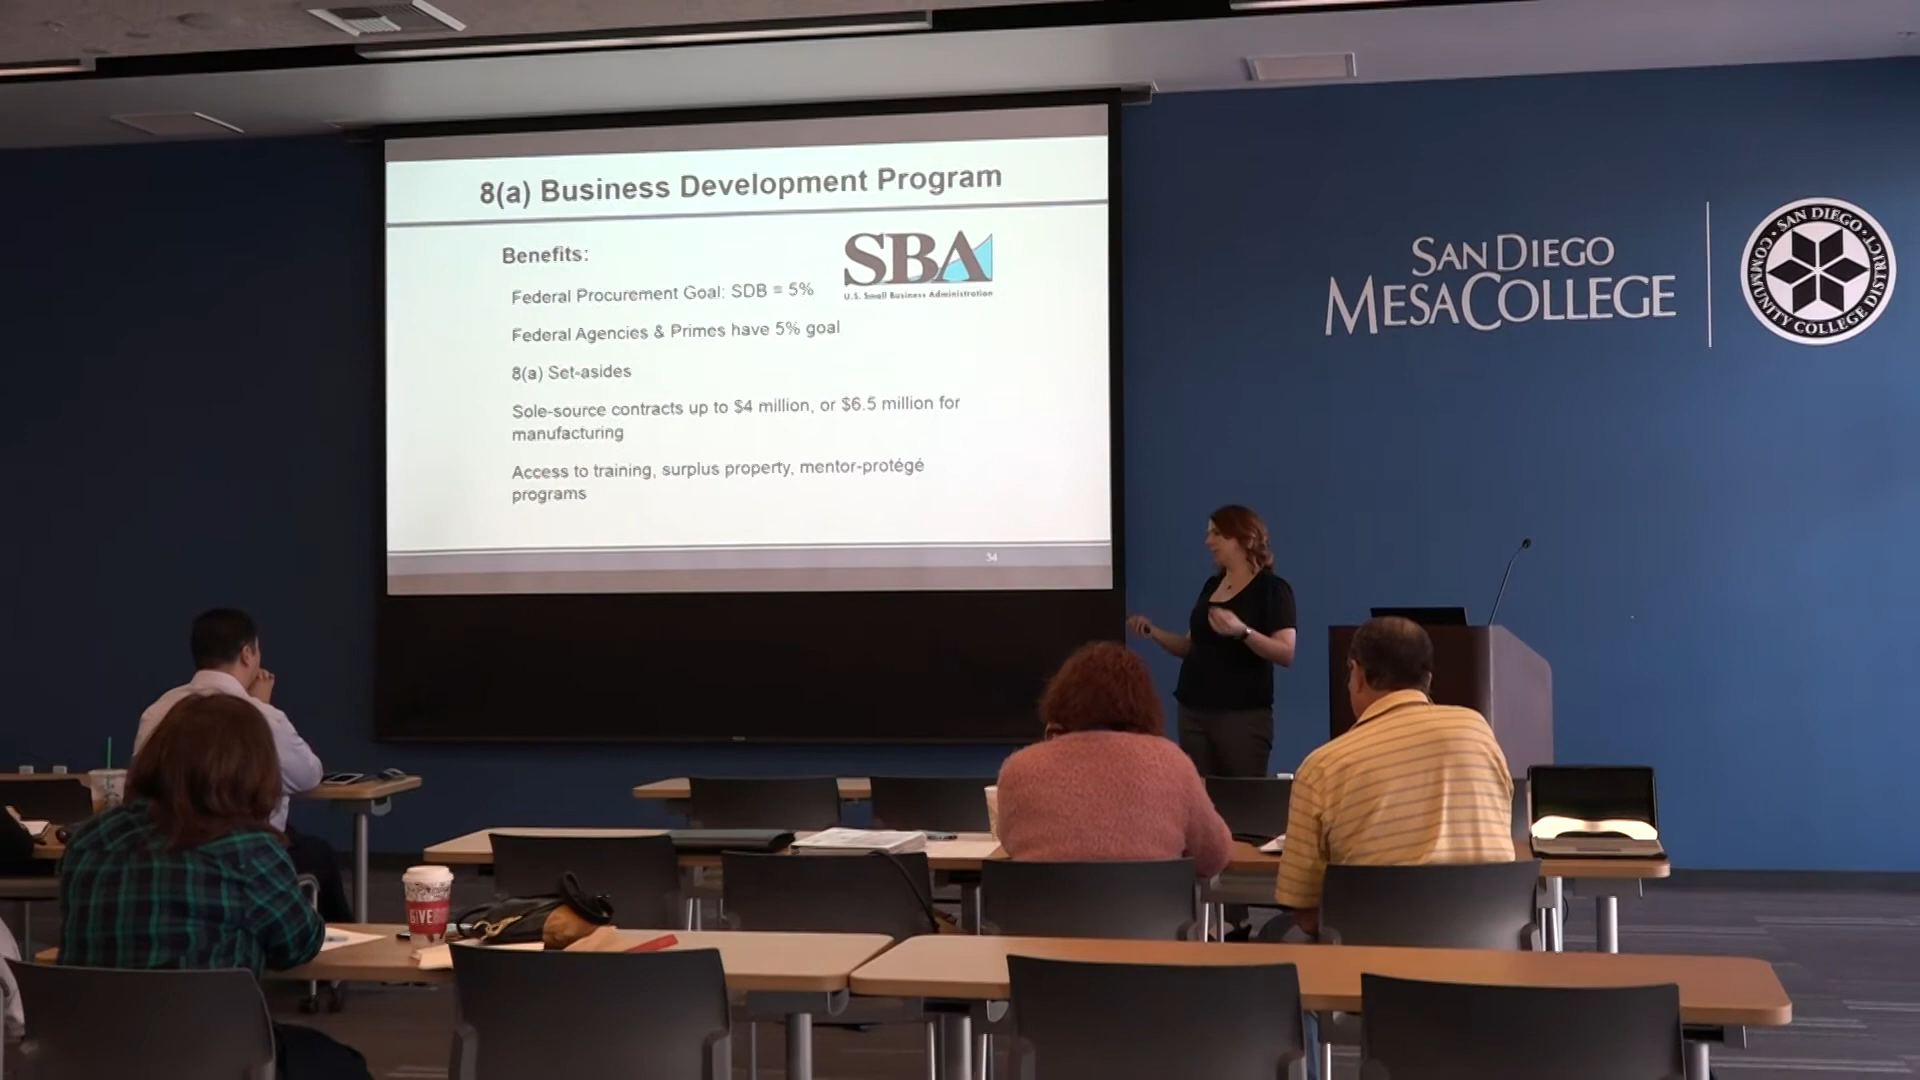 8(a) Business Development Program
Benefits:
SBA
U.S. Small Business Administration
Federal Procurement Goal: SDB = 5%
Federal Agencies & Primes have 5% goal
8(a) Set-asides
Sole-source contracts up to $4 million, or $6.5 million for
manufacturing
Access to training, surplus property, mentor-protégé
programs
34
SAN DIEGO
MESACOLLEGE
SAN DIEGO
COMMUNITY COLLEGE DISTRICT
GIVE